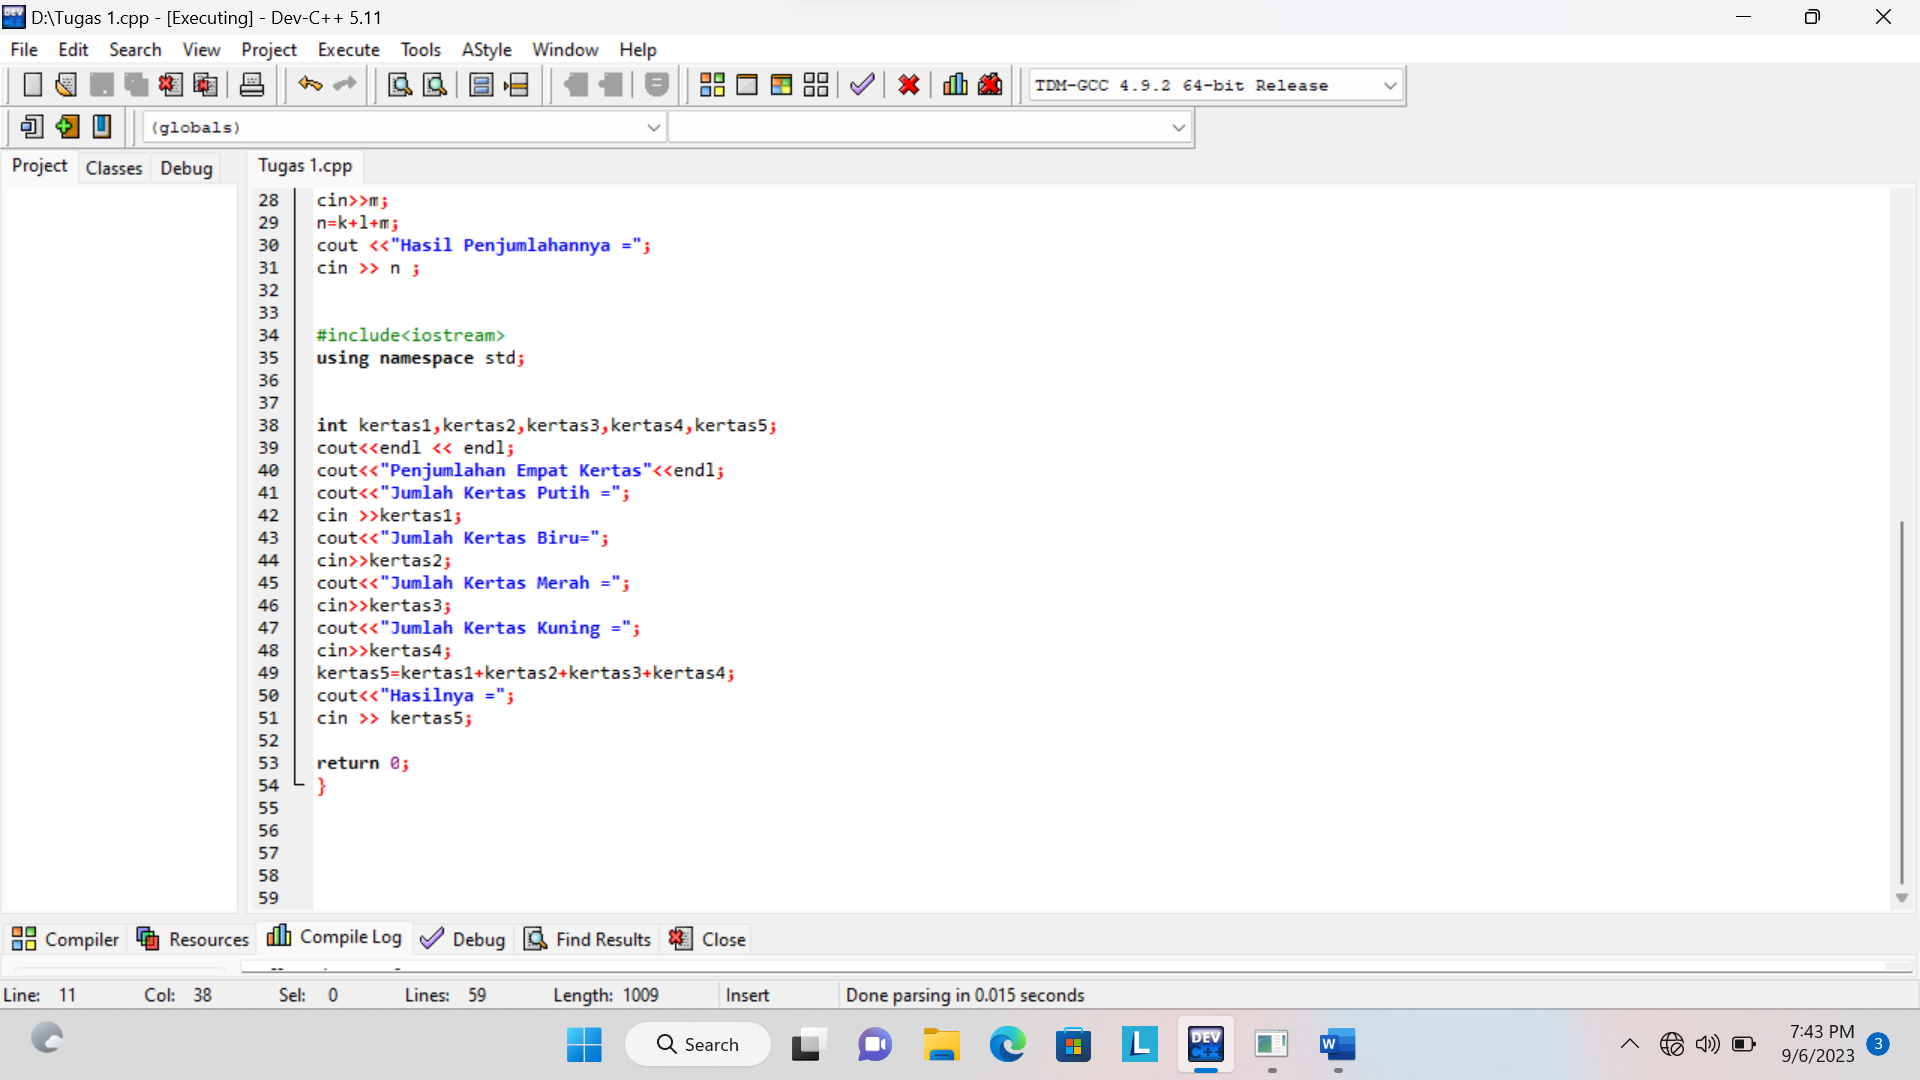 D:\Tugas 1.cpp - [Executing] - Dev-C++ 5.11
File Edit Search View Project Execute Tools AStyle Window Help
TDM-GCC 4.9.2 64-bit Release
(globals)
Project Classes Debug Tugas 1.cpp
28 cin>>m;
29 n=k+l+m;
30 cout <<"Hasil Penjumlahannya =";
31 cin >> n ;
32
33
34 #include<iostream>
35 using namespace std;
36
37
38 int kertas1,kertas2,kertas3,kertas4,kertas5;
39 cout<<endl << endl;
40 cout<<"Penjumlahan Empat Kertas"<<endl;
41 cout<<"Jumlah Kertas Putih =";
42 cin >>kertas1;
43 cout<<"Jumlah Kertas Biru=";
44 cin>>kertas2;
45 cout<<"Jumlah Kertas Merah =";
46 cin>>kertas3;
47 cout<<"Jumlah Kertas Kuning =";
48 cin>>kertas4;
49 kertas5=kertas1+kertas2+kertas3+kertas4;
50 cout<<"Hasilnya =";
51 cin >> kertas5;
52
53 return 0;
54 }
55
56
57
58
59
Compiler Resources Compile Log Debug Find Results Close
Line: 11 Col: 38 Sel: 0 Lines: 59 Length: 1009 Insert Done parsing in 0.015 seconds
Search
L
DEV C++
W
7:43 PM
9/6/2023
3